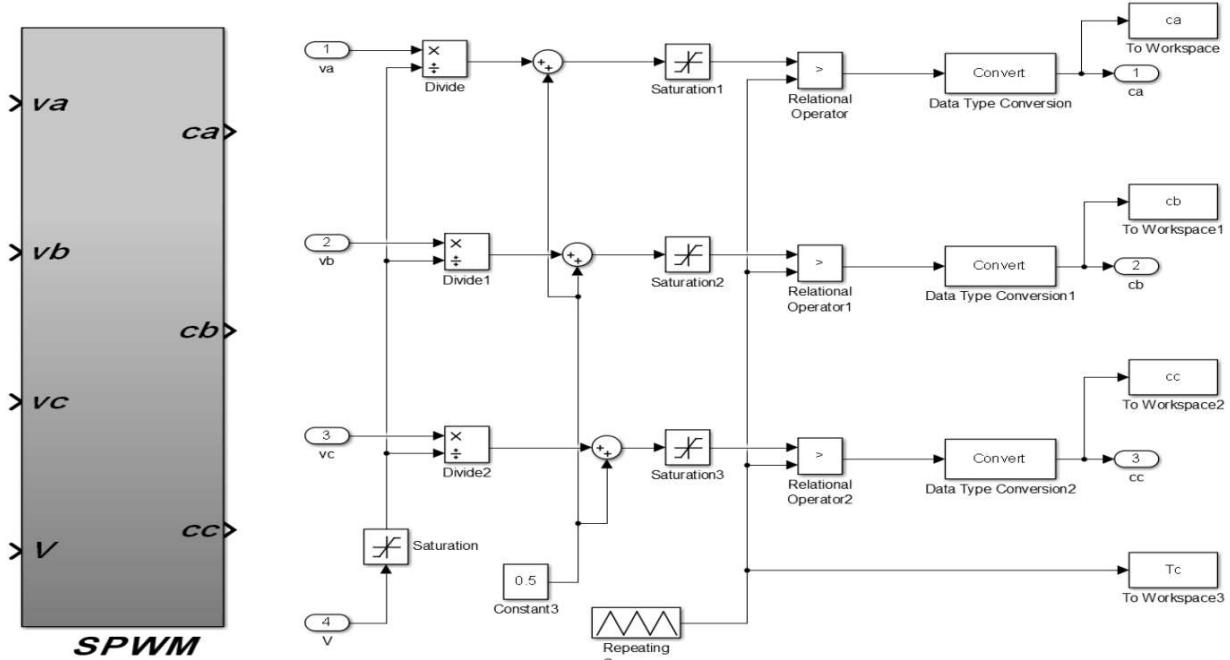 va
vb
vc
V
ca
cb
cc
SPWM
1
va
×
÷
Divide
++
Saturation1
>
Relational
Operator
Convert
Data Type Conversion
ca
To Workspace
1
ca
2
vb
×
÷
Divide1
++
Saturation2
>
Relational
Operator1
Convert
Data Type Conversion1
cb
To Workspace1
2
cb
3
vc
×
÷
Divide2
++
Saturation3
>
Relational
Operator2
Convert
Data Type Conversion2
cc
To Workspace2
3
cc
Saturation
0.5
Constant3
Tc
To Workspace3
4
V
Repeating